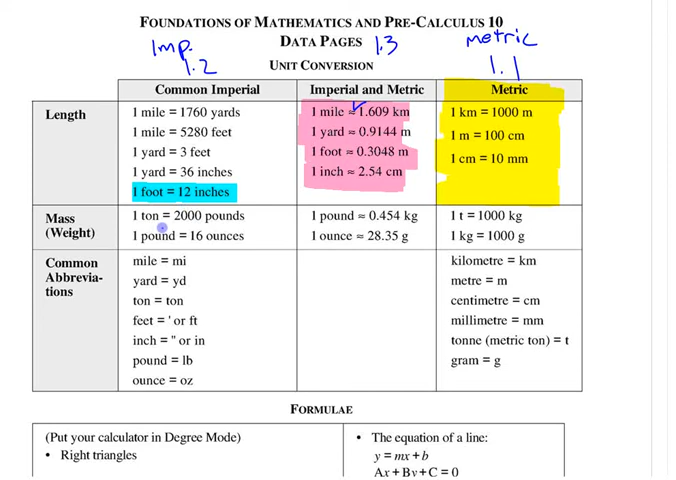 FOUNDATIONS OF MATHEMATICS AND PRE-CALCULUS 10
DATA PAGES
Imp.
1.2
1.3
metric
1.1
UNIT CONVERSION
Common Imperial
Imperial and Metric
Metric
Length
1 mile = 1760 yards
1 mile = 5280 feet
1 yard = 3 feet
1 yard = 36 inches
1 foot = 12 inches
1 mile ≈ 1.609 km
1 yard ≈ 0.9144 m
1 foot ≈ 0.3048 m
1 inch ≈ 2.54 cm
1 km = 1000 m
1 m = 100 cm
1 cm = 10 mm
Mass
(Weight)
1 ton = 2000 pounds
1 pound = 16 ounces
1 pound ≈ 0.454 kg
1 ounce ≈ 28.35 g
1 t = 1000 kg
1 kg = 1000 g
Common
Abbrevia-
tions
mile = mi
yard = yd
ton = ton
feet = ' or ft
inch = " or in
pound = lb
ounce = oz
kilometre = km
metre = m
centimetre = cm
millimetre = mm
tonne (metric ton) = t
gram = g
FORMULAE
(Put your calculator in Degree Mode)
• Right triangles
• The equation of a line:
y = mx + b
Ax + By + C = 0